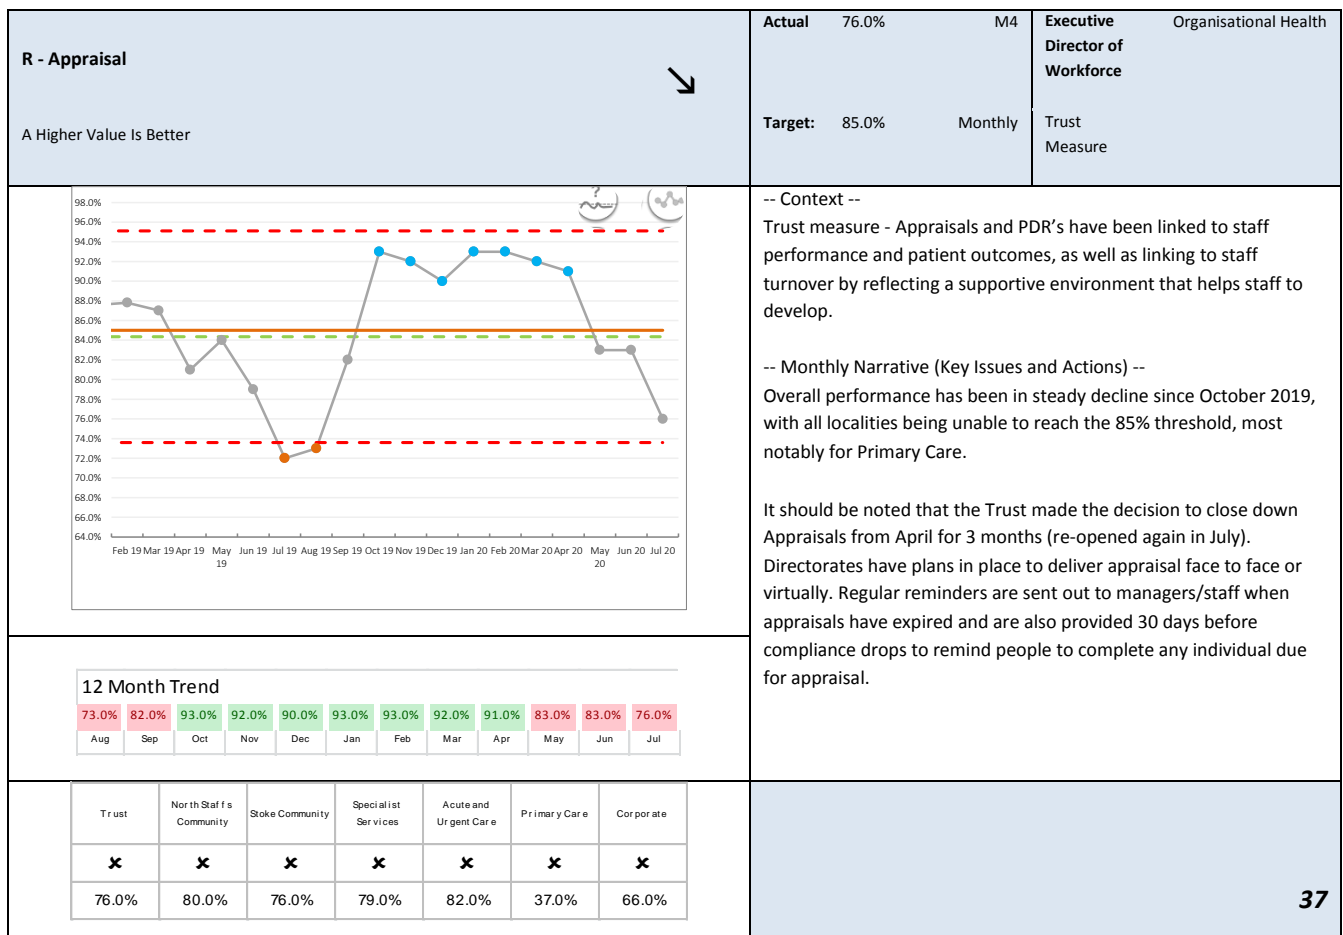 R - Appraisal
A Higher Value Is Better
Actual 76.0% M4
Target: 85.0% Monthly
Executive Organisational Health
Director of
Workforce
Trust
Measure
?
98.0%
96.0%
94.0%
92.0%
90.0%
88.0%
86.0%
84.0%
82.0%
80.0%
78.0%
76.0%
74.0%
72.0%
70.0%
68.0%
66.0%
64.0%
Feb 19 Mar 19 Apr 19 May 19 Jun 19 Jul 19 Aug 19 Sep 19 Oct 19 Nov 19 Dec 19 Jan 20 Feb 20 Mar 20 Apr 20 May 20 Jun 20 Jul 20
-- Context --
Trust measure - Appraisals and PDR's have been linked to staff
performance and patient outcomes, as well as linking to staff
turnover by reflecting a supportive environment that helps staff to
develop.
-- Monthly Narrative (Key Issues and Actions) --
Overall performance has been in steady decline since October 2019,
with all localities being unable to reach the 85% threshold, most
notably for Primary Care.
It should be noted that the Trust made the decision to close down
Appraisals from April for 3 months (re-opened again in July).
Directorates have plans in place to deliver appraisal face to face or
virtually. Regular reminders are sent out to managers/staff when
appraisals have expired and are also provided 30 days before
compliance drops to remind people to complete any individual due
for appraisal.
12 Month Trend
73.0% 82.0% 93.0% 92.0% 90.0% 93.0% 93.0% 92.0% 91.0% 83.0% 83.0% 76.0%
Aug Sep Oct Nov Dec Jan Feb Mar Apr May Jun Jul
Trust North Staffs Community Stoke Community Specialist Services Acute and Urgent Care Primary Care Corporate
76.0% 80.0% 76.0% 79.0% 82.0% 37.0% 66.0%
37